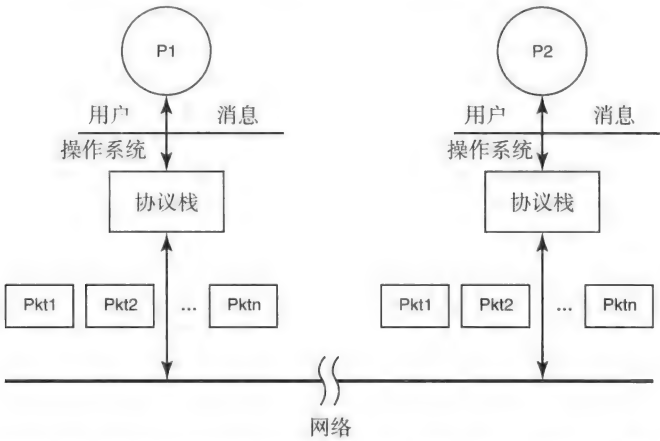 P1
P2
用户 消息
用户 消息
操作系统
操作系统
协议栈
协议栈
Pkt1 Pkt2 ... Pktn
Pkt1 Pkt2 ... Pktn
网络